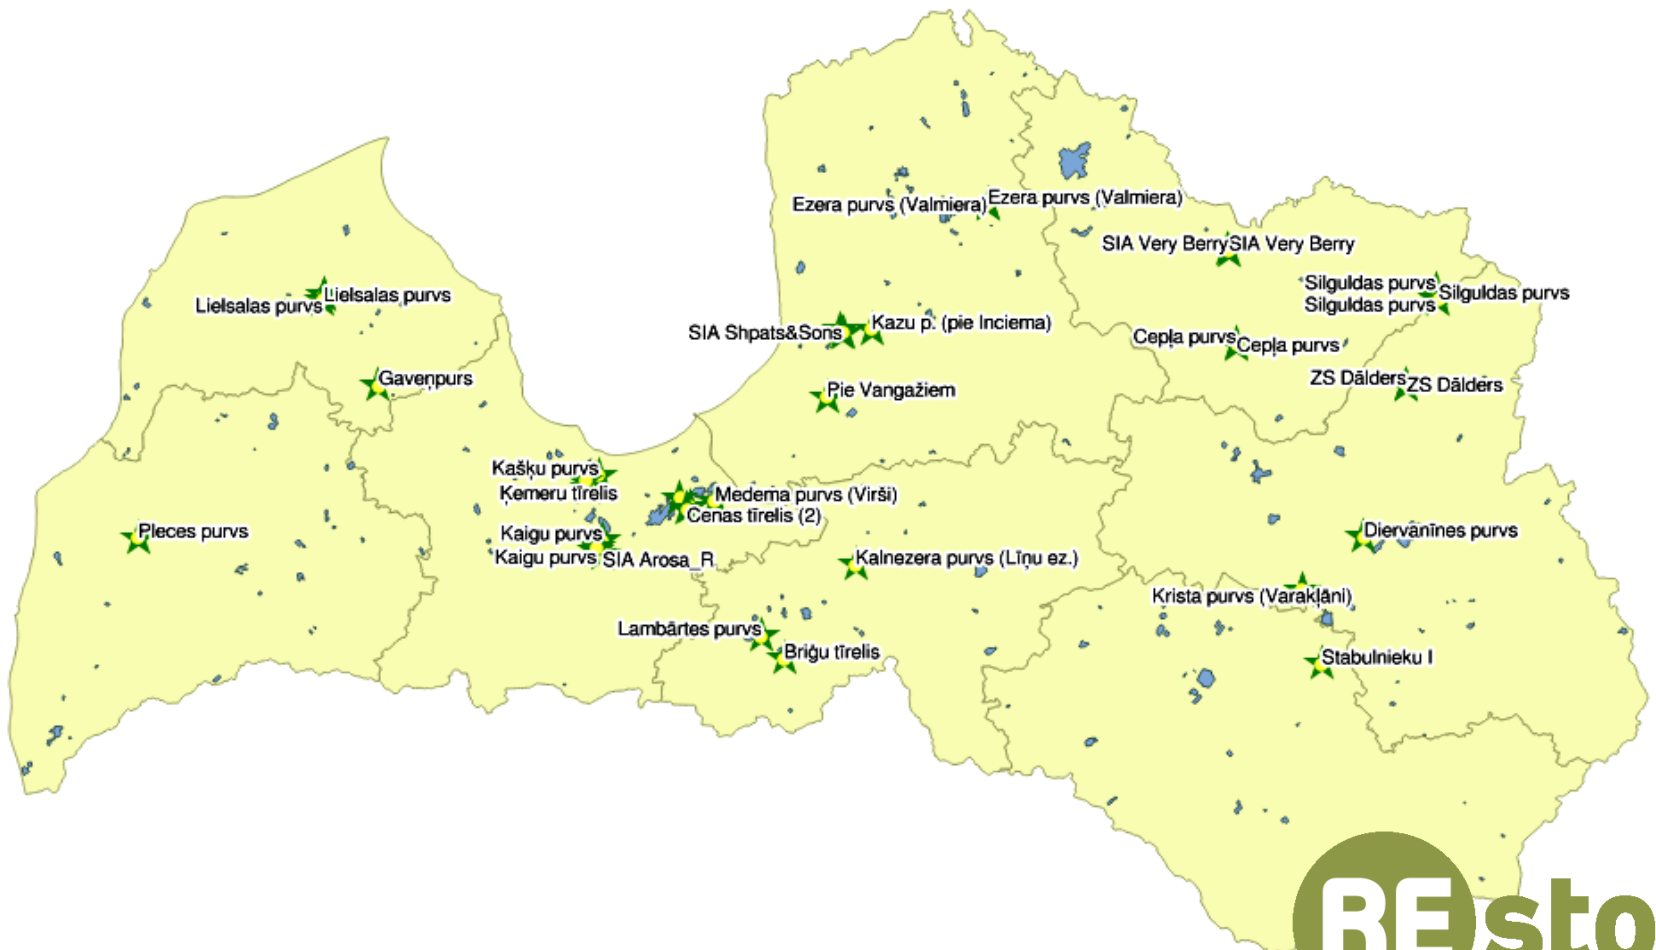 Ezera purvs (Valmiera)
Ezera purvs (Valmiera)
SIA Very Berry
SIA Very Berry
Silguldas purvs
Silguldas purvs
Silguldas purvs
Lielsalas purvs
Lielsalas purvs
SIA Shpats&Sons
Kazu p. (pie Inciema)
Cepļa purvs
Cepļa purvs
Gaveņpurs
ZS Dālders
ZS Dālders
Pie Vangažiem
Kašķu purvs
Ķemeru tīrelis
Medema purvs (Virši)
Cenas tīrelis (2)
Pleces purvs
Kaigu purvs
Kaigu purvs
SIA Arosa_R
Diervanīnes purvs
Kalnezera purvs (Līņu ez.)
Krista purvs (Varakļāni)
Lambārtes purvs
Briģu tīrelis
Stabulnieku I
REsto